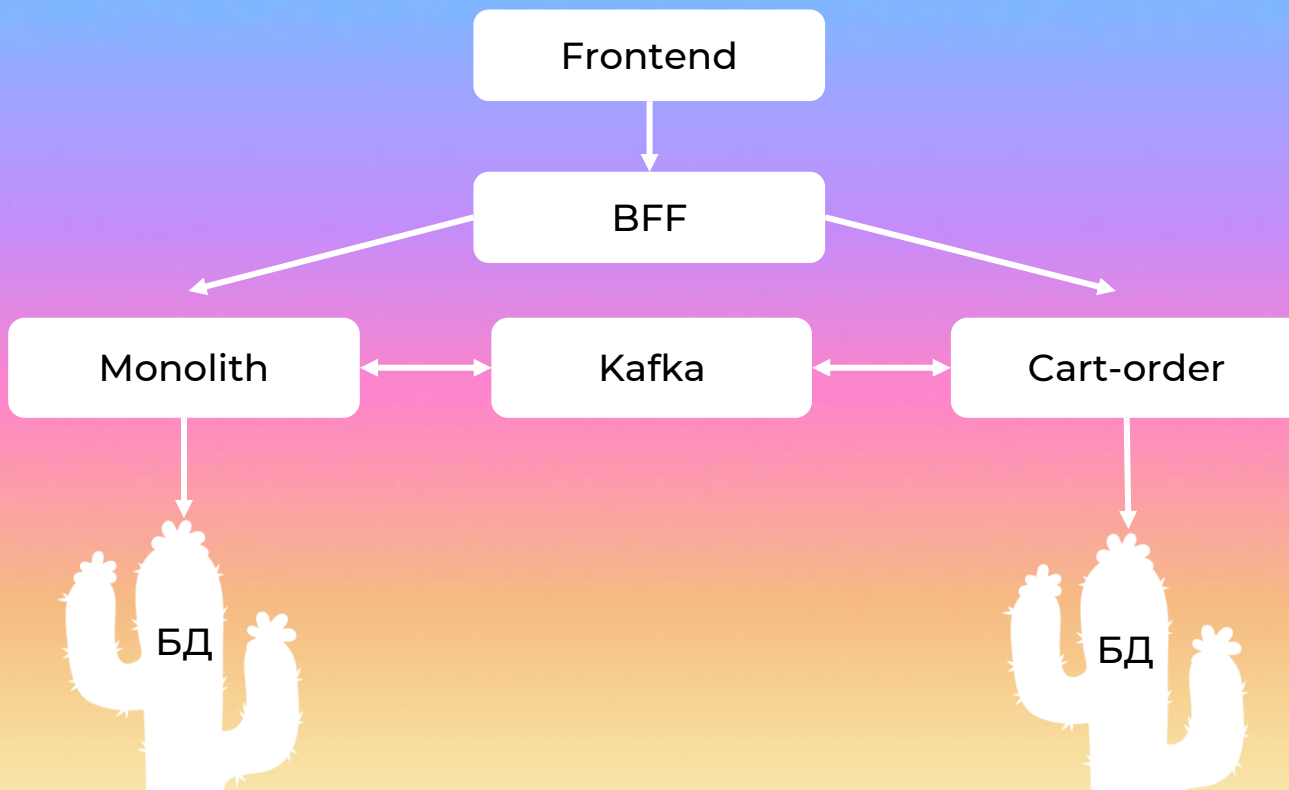 Frontend
BFF
Monolith
Kafka
Cart-order
БД
БД